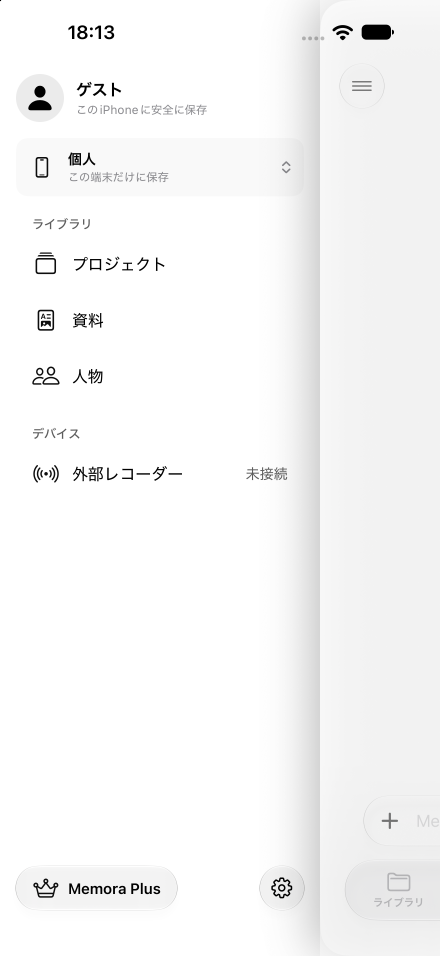 18:13
ゲスト
このiPhoneに安全に保存
個人
この端末だけに保存
ライブラリ
プロジェクト
資料
人物
デバイス
外部レコーダー 未接続
Me
Memora Plus
ライブラリ